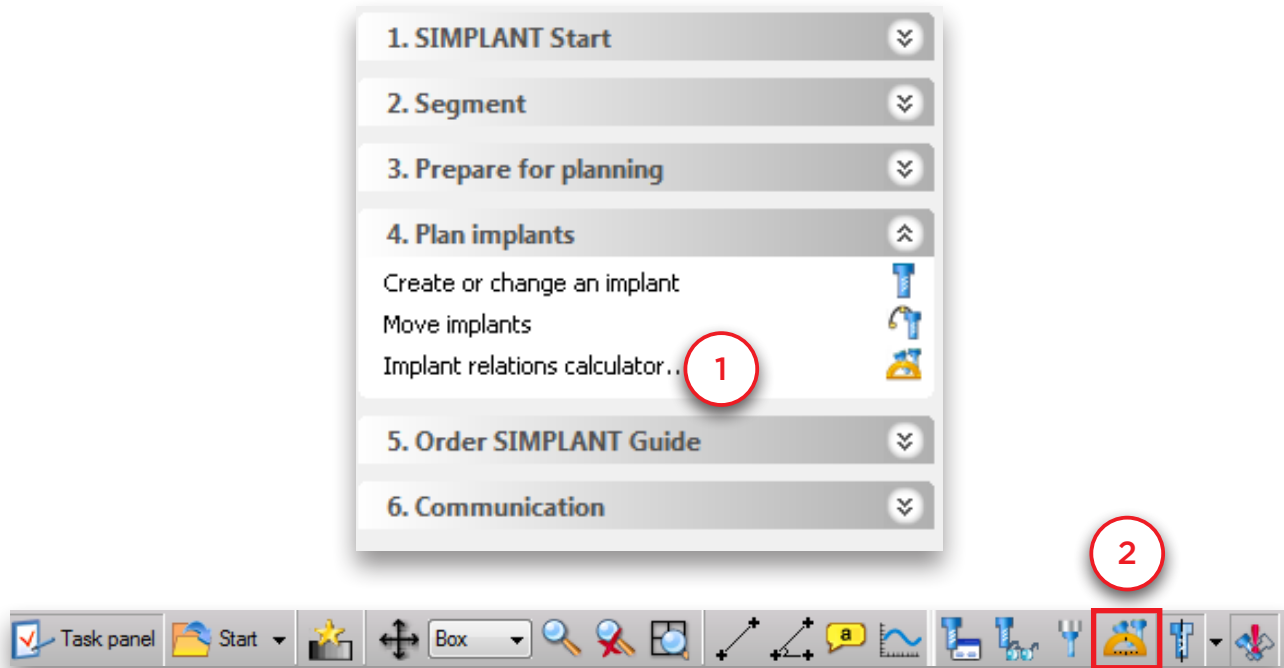 1. SIMPLANT Start
2. Segment
3. Prepare for planning
4. Plan implants
Create or change an implant
Move implants
Implant relations calculator..
1
5. Order SIMPLANT Guide
6. Communication
2
Task panel Start Box a